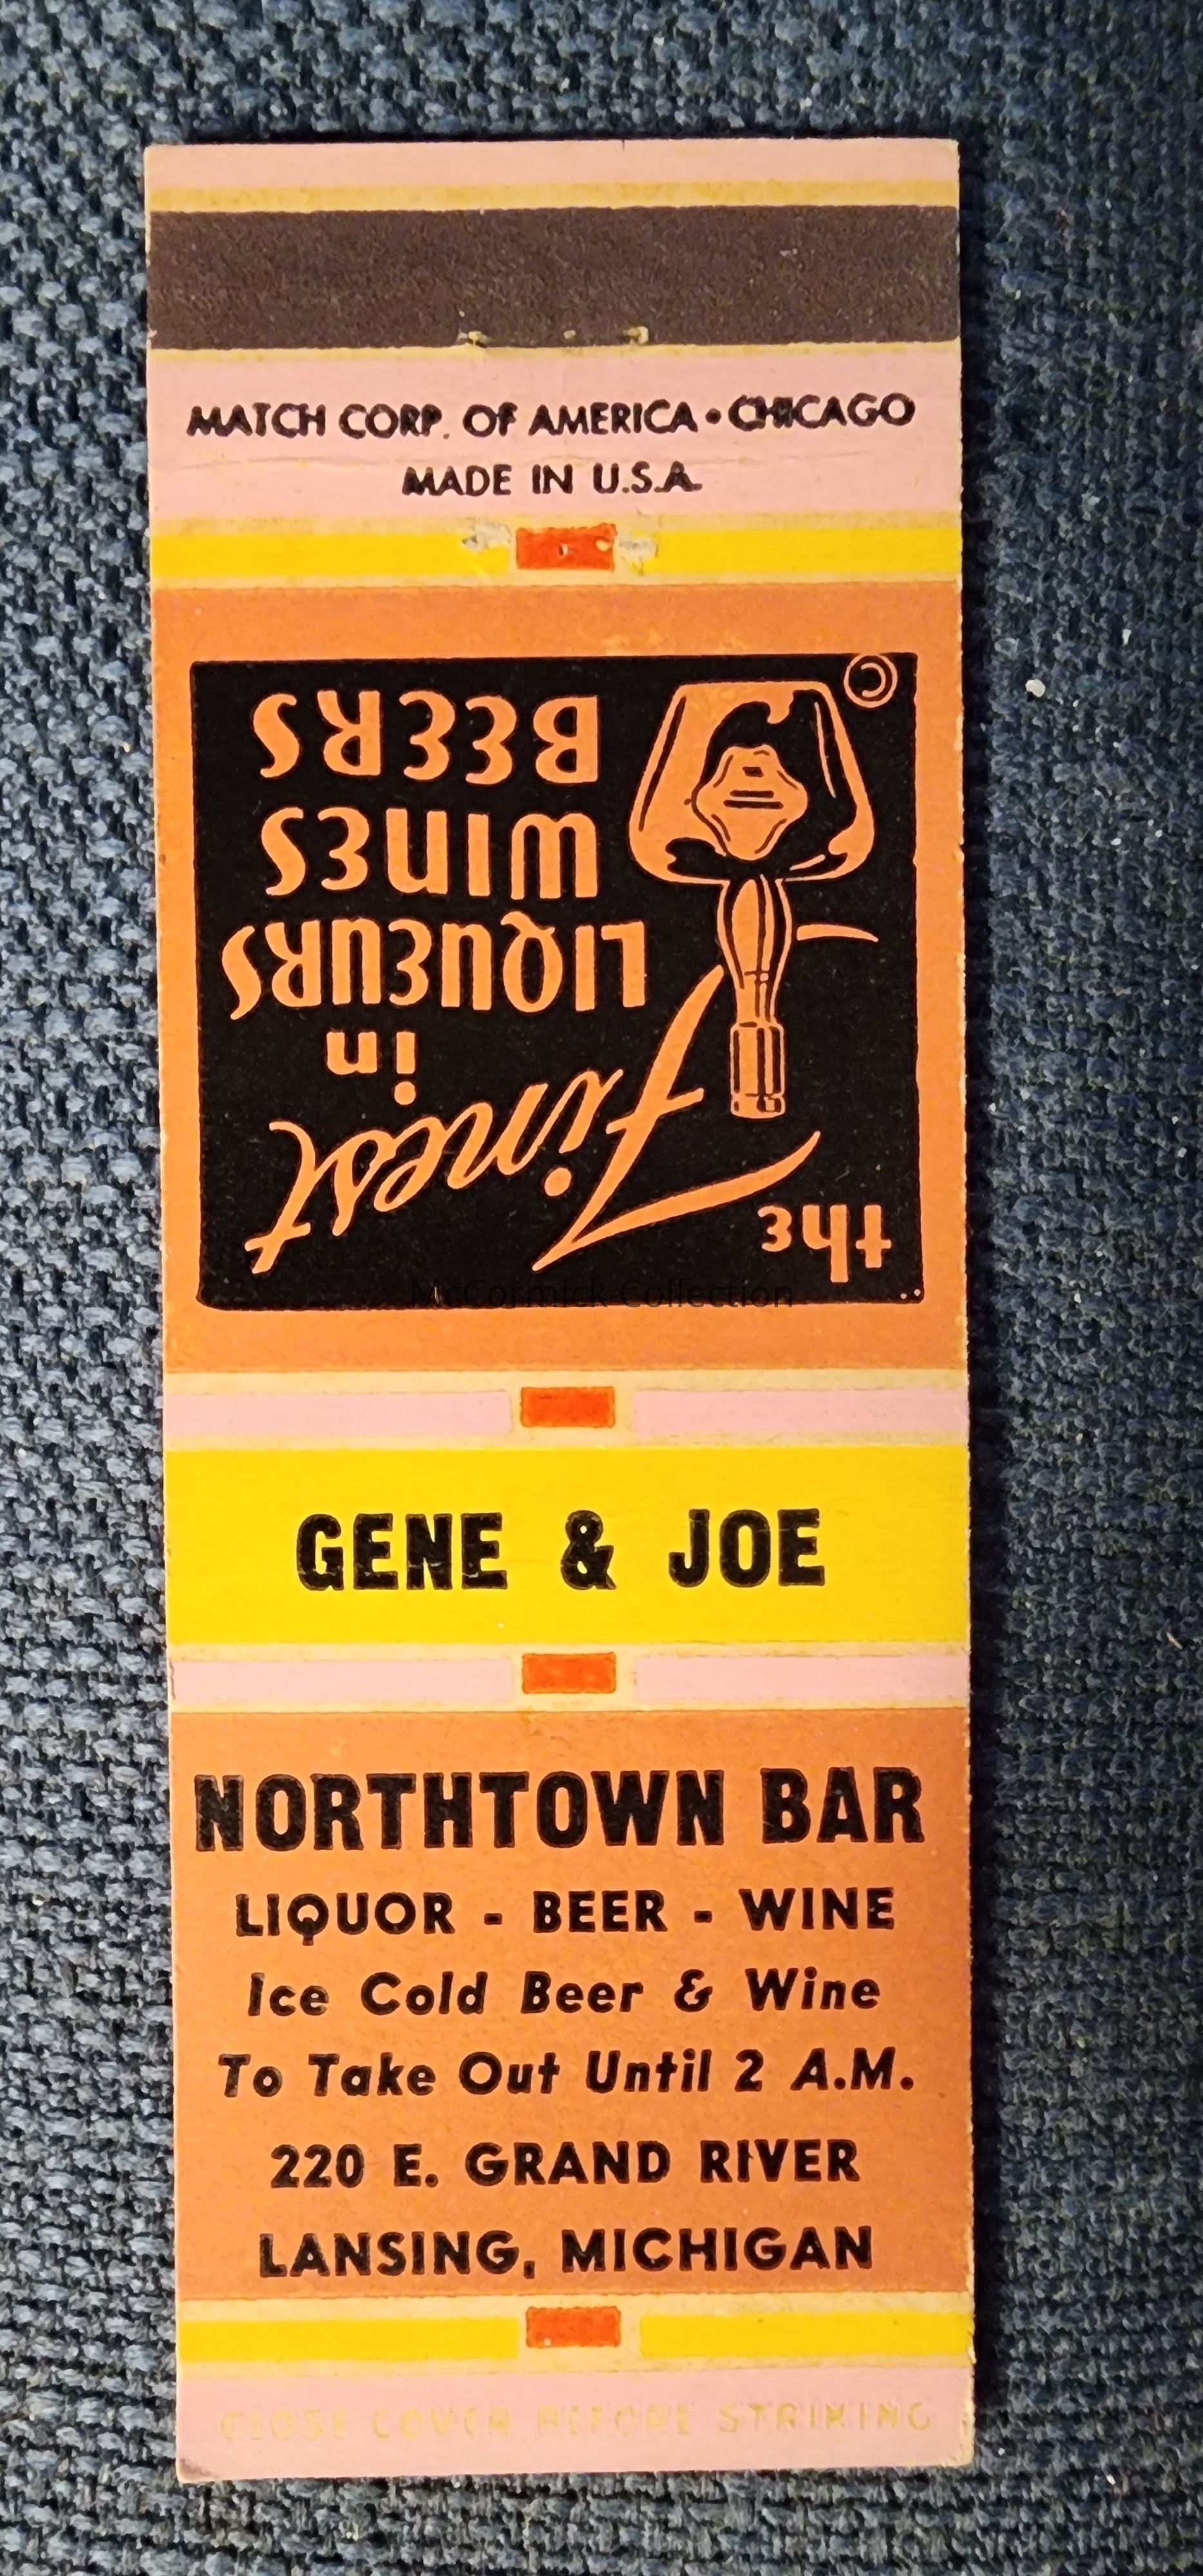 MATCH CORP. OF AMERICA • CHICAGO
MADE IN U.S.A.
the
Finest
in
LIQUEURS
WINES
BEERS
McCormick Collection
GENE & JOE
NORTHTOWN BAR
LIQUOR - BEER - WINE
Ice Cold Beer & Wine
To Take Out Until 2 A.M.
220 E. GRAND RIVER
LANSING, MICHIGAN
CLOSE COVER BEFORE STRIKING